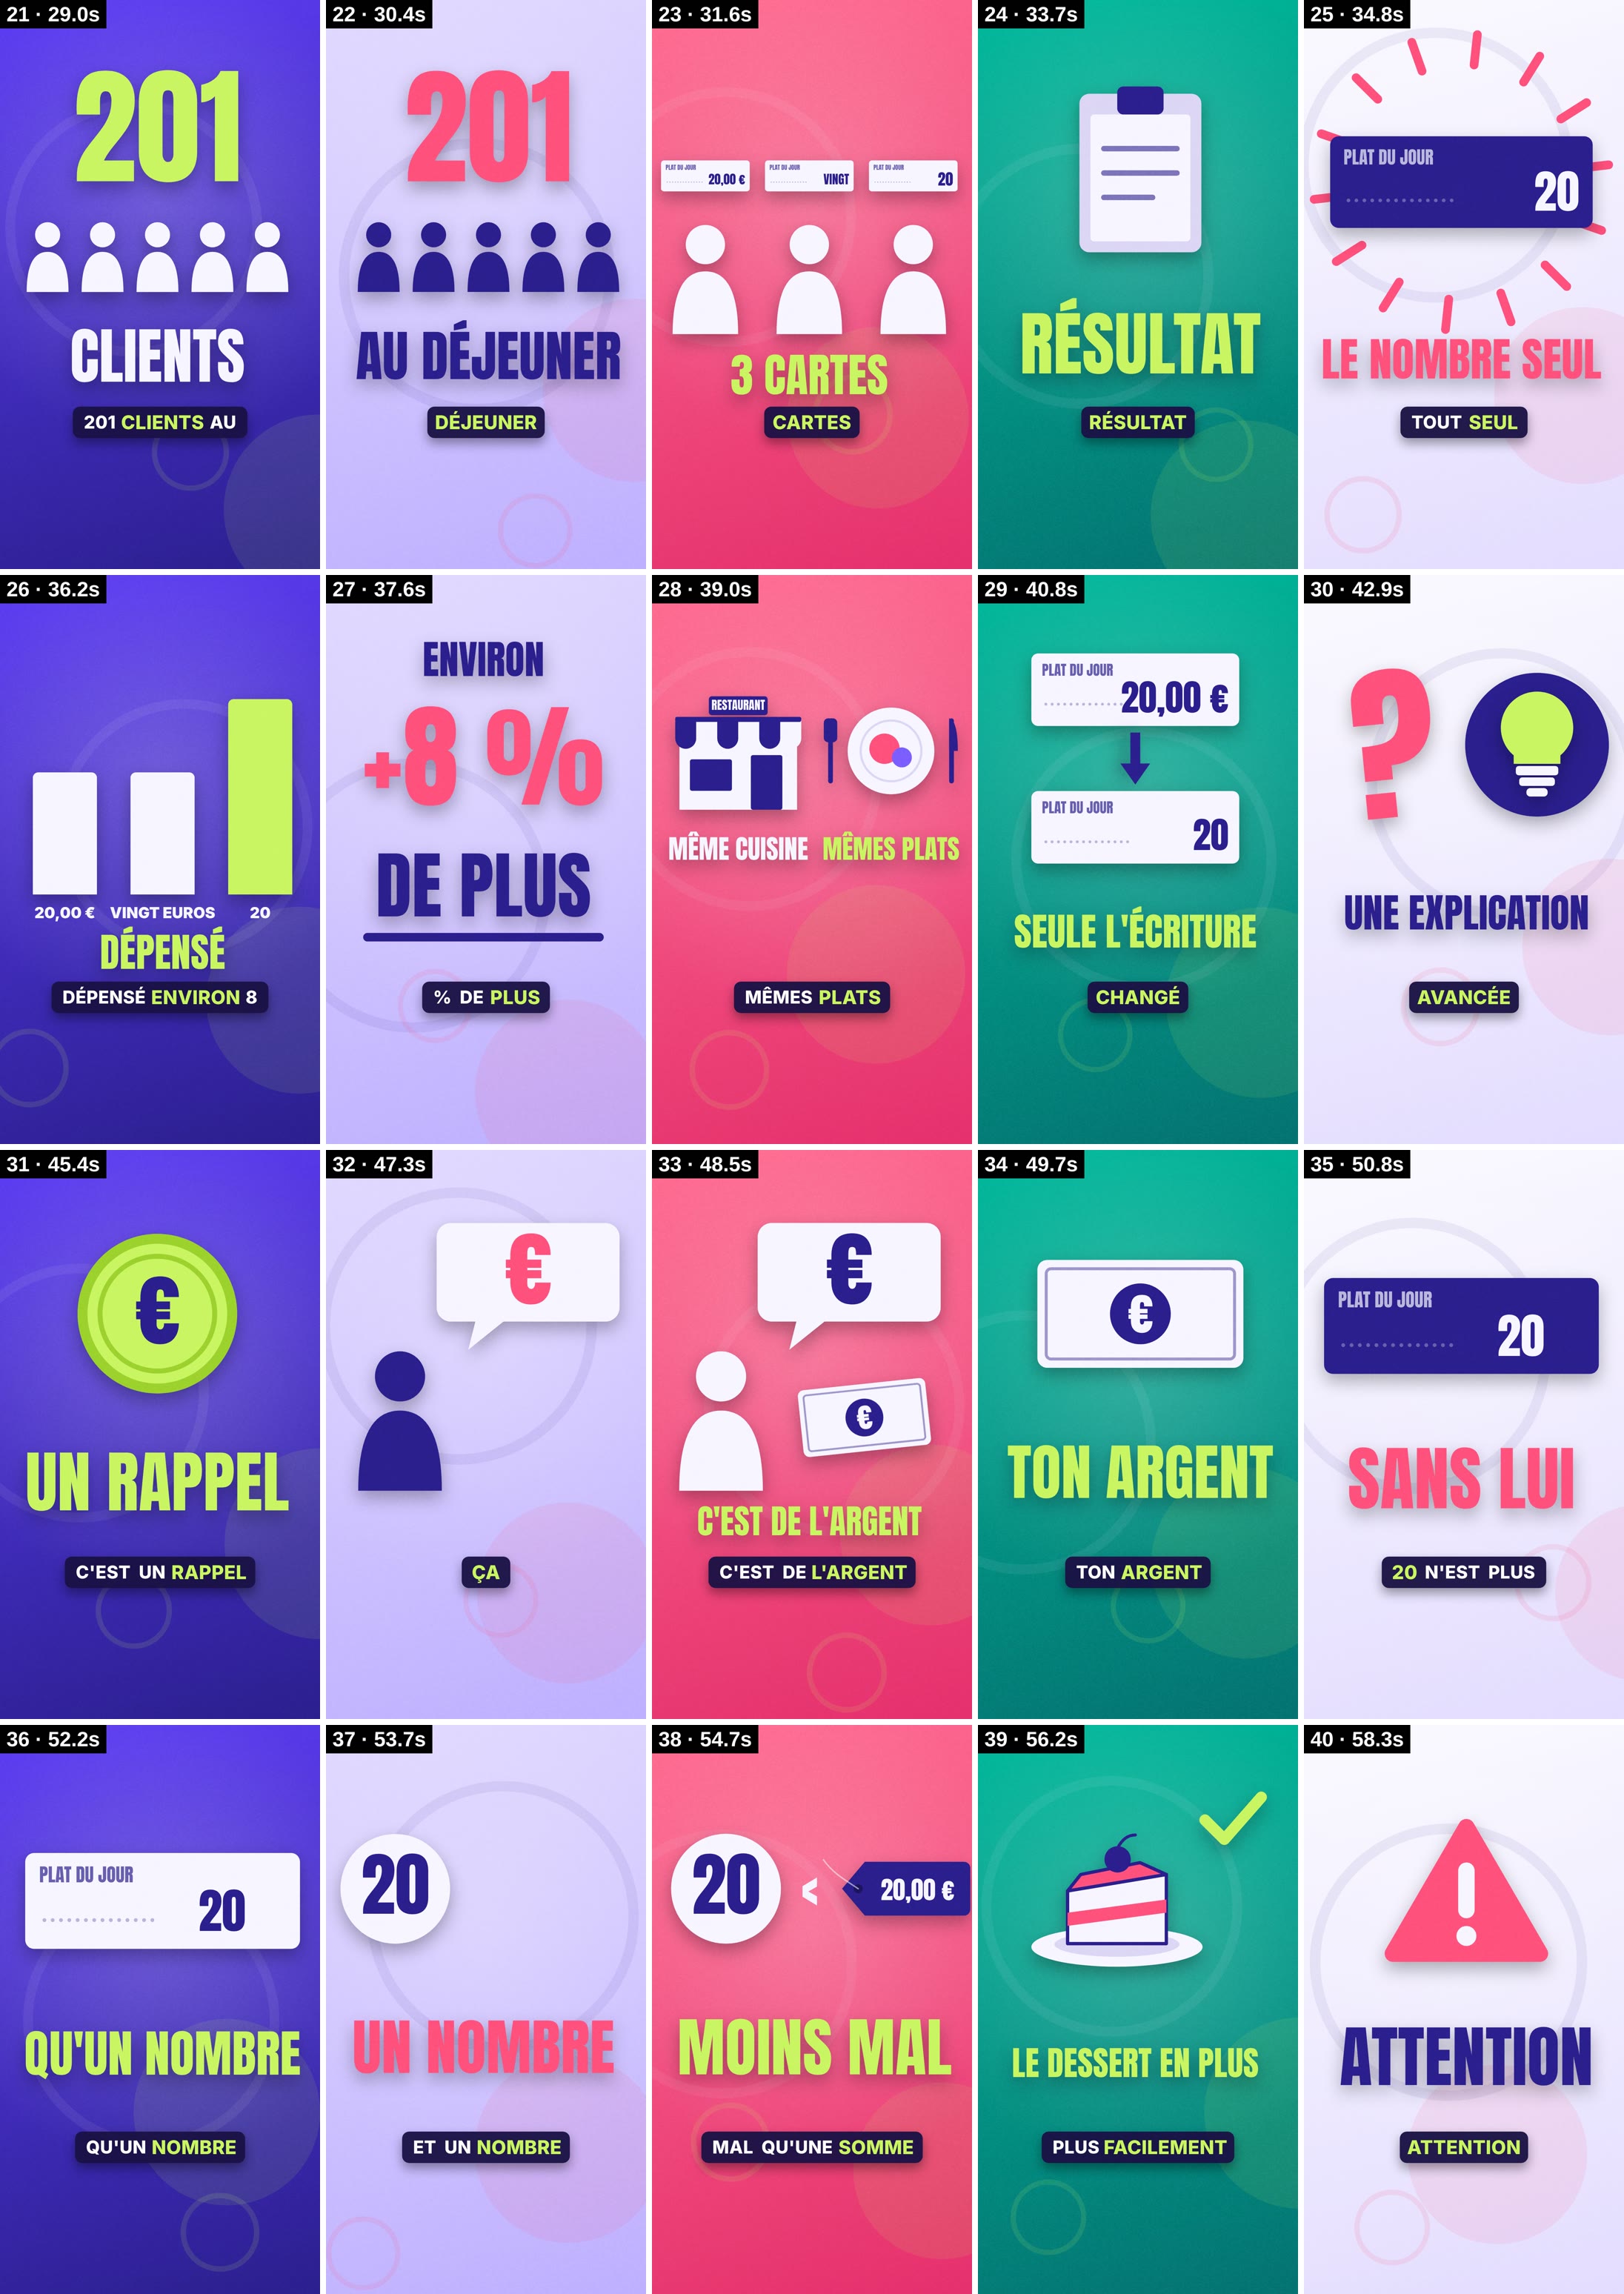 21 · 29.0s
201
CLIENTS
201 CLIENTS AU
22 · 30.4s
201
AU DÉJEUNER
DÉJEUNER
23 · 31.6s
PLAT DU JOUR
20,00 €
PLAT DU JOUR
VINGT
PLAT DU JOUR
20
3 CARTES
CARTES
24 · 33.7s
RÉSULTAT
RÉSULTAT
25 · 34.8s
PLAT DU JOUR
20
LE NOMBRE SEUL
TOUT SEUL
26 · 36.2s
20,00 € VINGT EUROS 20
DÉPENSÉ
DÉPENSÉ ENVIRON 8
27 · 37.6s
ENVIRON
+8 %
DE PLUS
% DE PLUS
28 · 39.0s
RESTAURANT
MÊME CUISINE MÊMES PLATS
MÊMES PLATS
29 · 40.8s
PLAT DU JOUR
20,00 €
PLAT DU JOUR
20
SEULE L'ÉCRITURE
CHANGÉ
30 · 42.9s
?
UNE EXPLICATION
AVANCÉE
31 · 45.4s
€
UN RAPPEL
C'EST UN RAPPEL
32 · 47.3s
€
ÇA
33 · 48.5s
€
€
C'EST DE L'ARGENT
C'EST DE L'ARGENT
34 · 49.7s
€
TON ARGENT
TON ARGENT
35 · 50.8s
PLAT DU JOUR
20
SANS LUI
20 N'EST PLUS
36 · 52.2s
PLAT DU JOUR
20
QU'UN NOMBRE
QU'UN NOMBRE
37 · 53.7s
20
UN NOMBRE
ET UN NOMBRE
38 · 54.7s
20 < 20,00 €
MOINS MAL
MAL QU'UNE SOMME
39 · 56.2s
LE DESSERT EN PLUS
PLUS FACILEMENT
40 · 58.3s
!
ATTENTION
ATTENTION